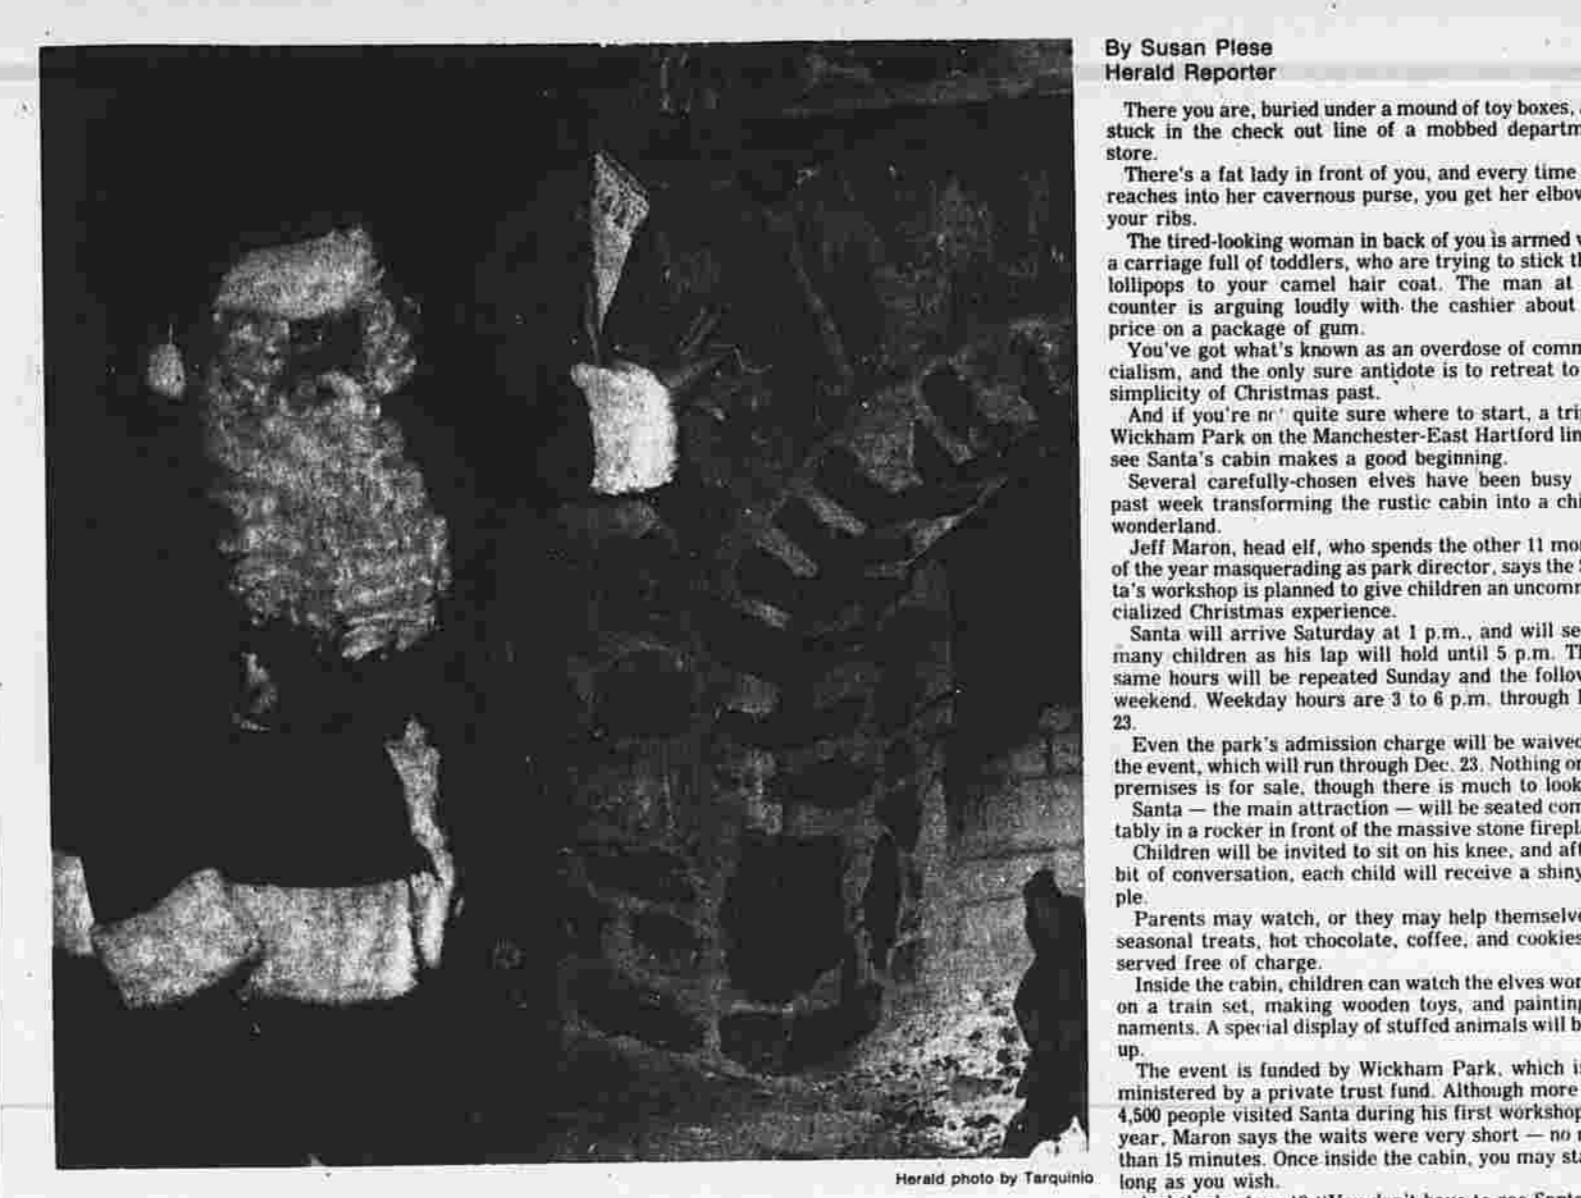 By Susan Plese
Herald Reporter
There you are, buried under a mound of toy boxes,
stuck in the check out line of a mobbed departm
store.
There's a fat lady in front of you, and every time
reaches into her cavernous purse, you get her elbow
your ribs.
The tired-looking woman in back of you is armed
a carriage full of toddlers, who are trying to stick th
lollipops to your camel hair coat. The man at
counter is arguing loudly with the cashier about
price on a package of gum.
You've got what's known as an overdose of comm
cialism, and the only sure antidote is to retreat to
simplicity of Christmas past.
And if you're quite sure where to start, a tri
Wickham Park on the Manchester-East Hartford lin
see Santa's cabin makes a good beginning.
Several carefully-chosen elves have been busy
past week transforming the rustic cabin into a chi
wonderland.
Jeff Maron, head elf, who spends the other 11 mo
of the year masquerading as park director, says the S
ta's workshop is planned to give children an uncomm
cialized Christmas experience.
Santa will arrive Saturday at 1 p.m., and will se
many children as his lap will hold until 5 p.m. Th
same hours will be repeated Sunday and the follow
weekend. Weekday hours are 3 to 6 p.m. through
23.
Even the park's admission charge will be waived
the event, which will run through Dec. 23. Nothing on
premises is for sale, though there is much to look
Santa — the main attraction — will be seated com
tably in a rocker in front of the massive stone firepl
Children will be invited to sit on his knee, and aft
bit of conversation, each child will receive a shiny
ple.
Parents may watch, or they may help themselve
seasonal treats, hot chocolate, coffee, and cookies
served free of charge.
Inside the cabin, children can watch the elves wor
on a train set, making wooden toys, and painting
naments. A special display of stuffed animals will b
up.
The event is funded by Wickham Park, which is
ministered by a private trust fund. Although more
4,500 people visited Santa during his first workshop
year, Maron says the waits were very short — no
than 15 minutes. Once inside the cabin, you may sta
long as you wish.
Herald photo by Tarquinio